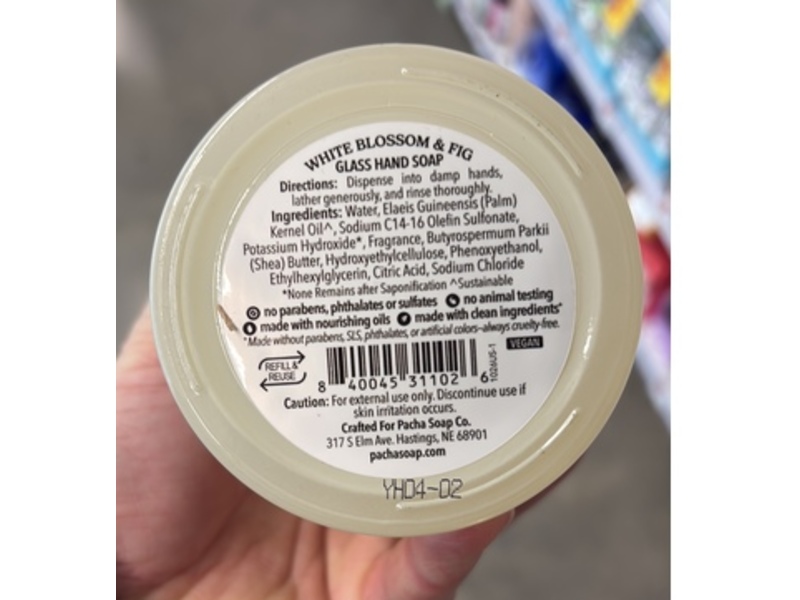 WHITE BLOSSOM & FIG
GLASS HAND SOAP
Directions: Dispense into damp hands,
lather generously, and rinse thoroughly.
Ingredients: Water, Elaeis Guineensis (Palm)
Kernel Oil^, Sodium C14-16 Olefin Sulfonate,
Potassium Hydroxide*, Fragrance, Butyrospermum Parkii
(Shea) Butter, Hydroxyethylcellulose, Phenoxyethanol,
Ethylhexylglycerin, Citric Acid, Sodium Chloride
*None Remains after Saponification ^Sustainable
no parabens, phthalates or sulfates no animal testing
made with nourishing oils made with clean ingredients*
*Made without parabens, SLS, phthalates, or artificial colors–always cruelty-free.
VEGAN
REFILL &
REUSE
8 40045 31102 6
1026US-1
Caution: For external use only. Discontinue use if
skin irritation occurs.
Crafted For Pacha Soap Co.
317 S Elm Ave. Hastings, NE 68901
pachasoap.com
YH04-02